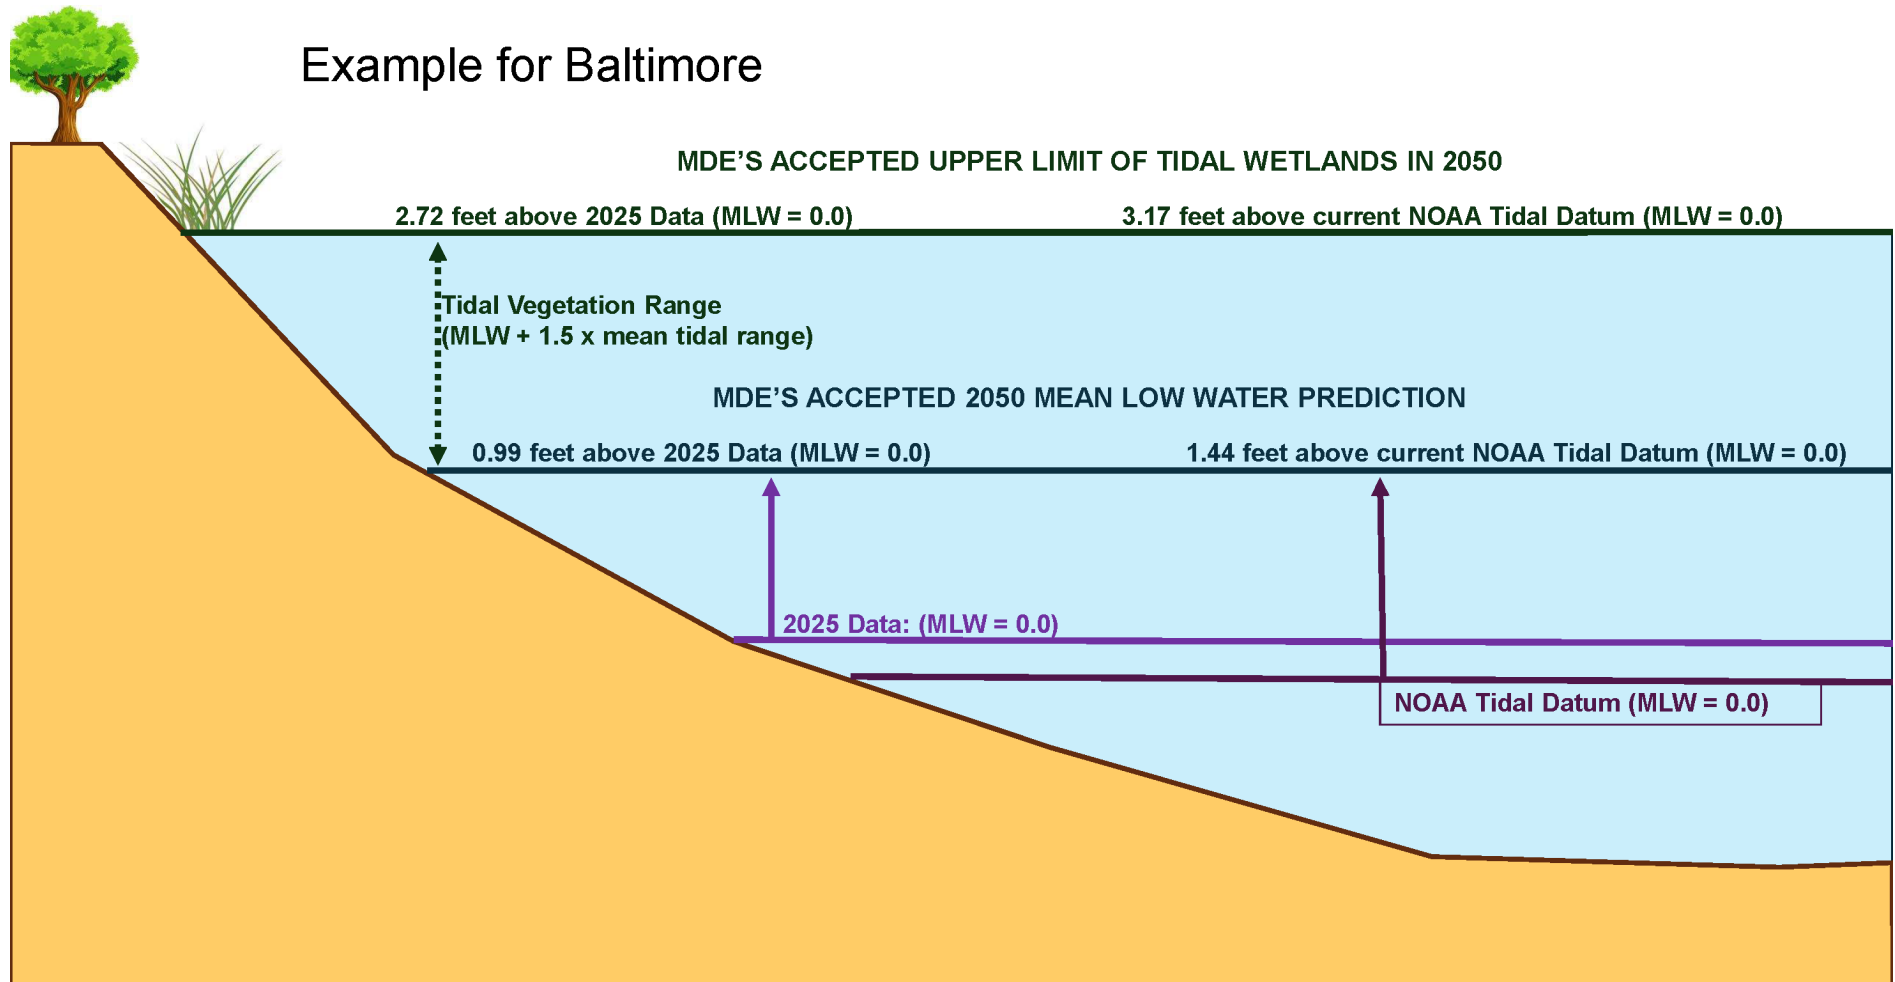 Example for Baltimore
MDE’S ACCEPTED UPPER LIMIT OF TIDAL WETLANDS IN 2050
2.72 feet above 2025 Data (MLW = 0.0)
3.17 feet above current NOAA Tidal Datum (MLW = 0.0)
Tidal Vegetation Range
(MLW + 1.5 x mean tidal range)
MDE’S ACCEPTED 2050 MEAN LOW WATER PREDICTION
0.99 feet above 2025 Data (MLW = 0.0)
1.44 feet above current NOAA Tidal Datum (MLW = 0.0)
2025 Data: (MLW = 0.0)
NOAA Tidal Datum (MLW = 0.0)